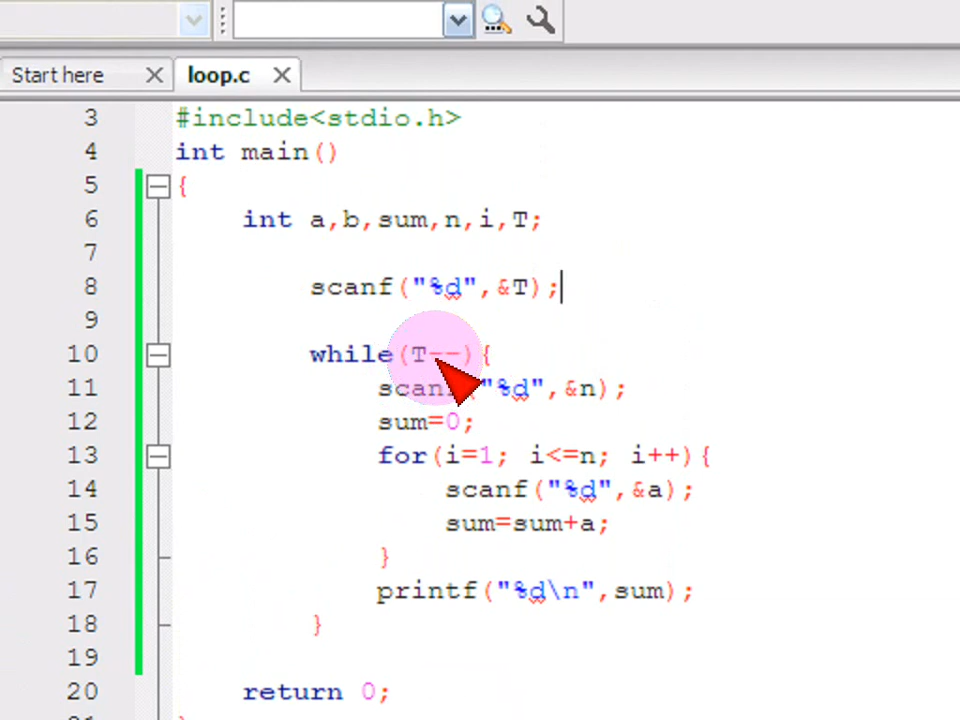 Start here loop.c
3 #include<stdio.h>
4 int main()
5 {
6 int a,b,sum,n,i,T;
7
8 scanf("%d",&T);
9
10 while(T--){
11 scanf("%d",&n);
12 sum=0;
13 for(i=1; i<=n; i++){
14 scanf("%d",&a);
15 sum=sum+a;
16 }
17 printf("%d\n",sum);
18 }
19
20 return 0;